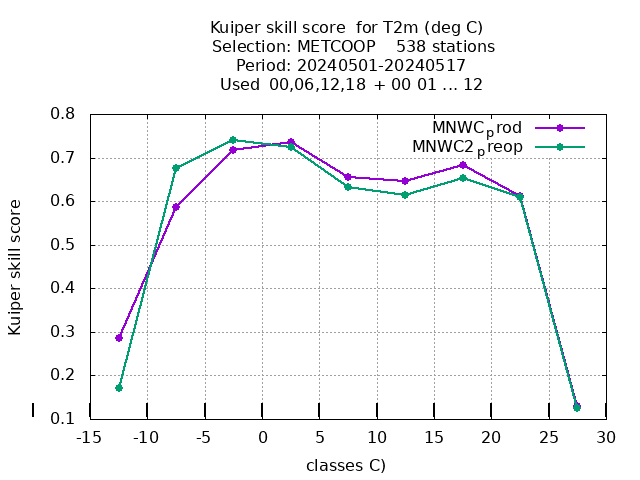 Kuiper skill score  for T2m (deg C)
Selection: METCOOP    538 stations
Period: 20240501-20240517
Used  00,06,12,18  + 00 01 ... 12
MNWCprod
MNWC2preop
0.8
0.7
0.6
0.5
0.4
0.3
0.2
0.1
Kuiper skill score
-15 -10 -5 0 5 10 15 20 25 30
classes C)